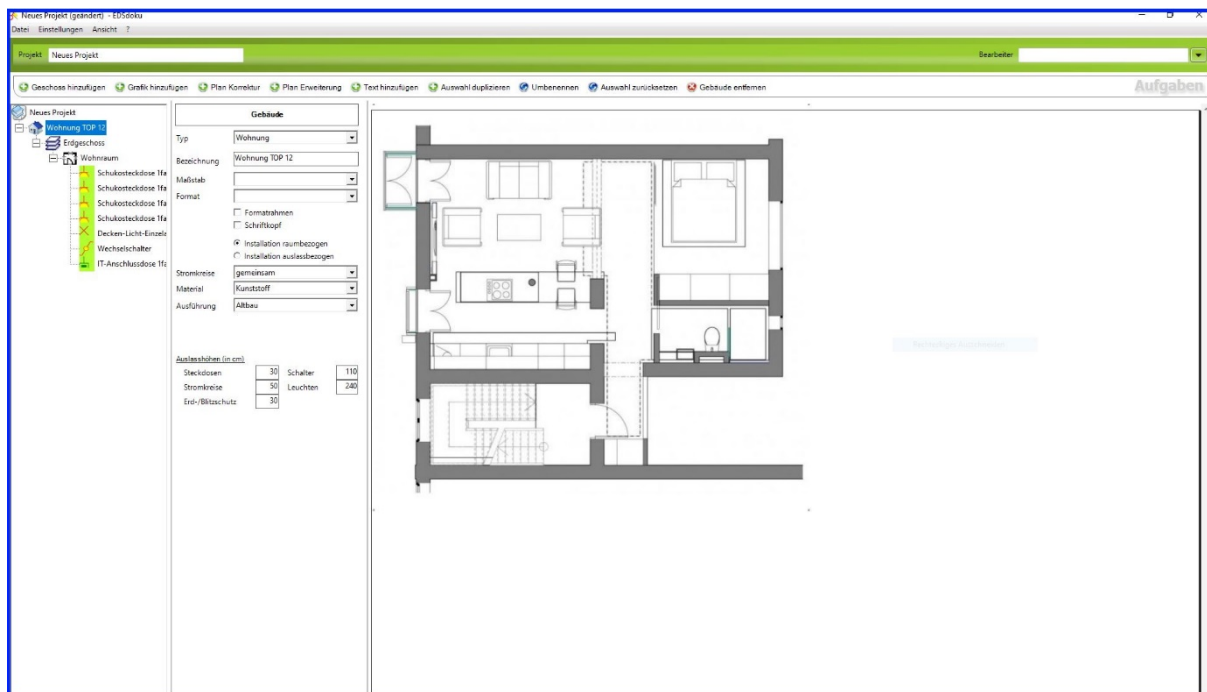 Neues Projekt (geändert) - EDSdoku
Datei Einstellungen Ansicht ?
Projekt Neues Projekt Bearbeiter
Geschoss hinzufügen Grafik hinzufügen Plan Korrektur Plan Erweiterung Text hinzufügen Auswahl duplizieren Umbenennen Auswahl zurücksetzen Gebäude entfernen Aufgaben
Neues Projekt
Wohnung TOP 12
Erdgeschoss
Wohnraum
Schukosteckdose 1fa
Schukosteckdose 1fa
Schukosteckdose 1fa
Schukosteckdose 1fa
Decken-Licht-Einzela
Wechselschalter
IT-Anschlussdose 1fa
Gebäude
Typ Wohnung
Bezeichnung Wohnung TOP 12
Maßstab
Format
Formatrahmen
Schriftkopf
Installation raumbezogen
Installation auslassbezogen
Stromkreise gemeinsam
Material Kunststoff
Ausführung Altbau
Auslasshöhen (in cm)
Steckdosen 30 Schalter 110
Stromkreise 50 Leuchten 240
Erd-/Blitzschutz 30